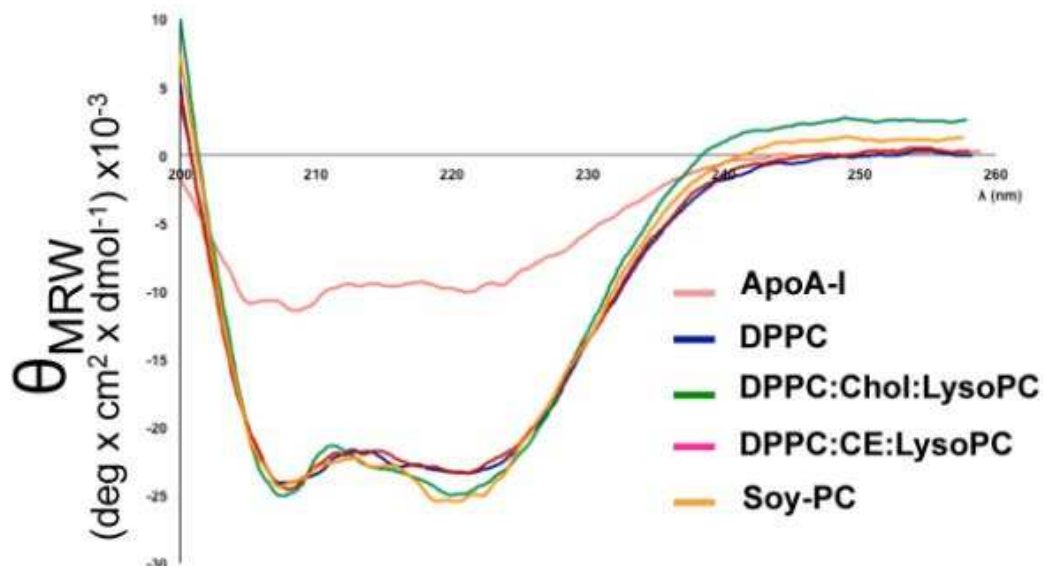 10
5
0
-5
-10
-15
-20
-25
-30
200
210
220
230
240
250
260
λ (nm)
θMRW
(deg x cm² x dmol⁻¹) x10⁻³
ApoA-I
DPPC
DPPC:Chol:LysoPC
DPPC:CE:LysoPC
Soy-PC